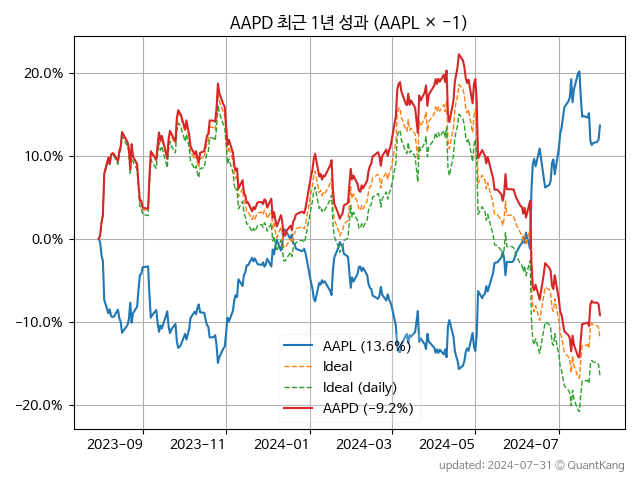 AAPD 최근 1년 성과 (AAPL × −1)
20.0%
10.0%
0.0%
−10.0%
−20.0%
AAPL (13.6%)
Ideal
Ideal (daily)
AAPD (−9.2%)
2023−09
2023−11
2024−01
2024−03
2024−05
2024−07
updated: 2024−07−31 © QuantKang